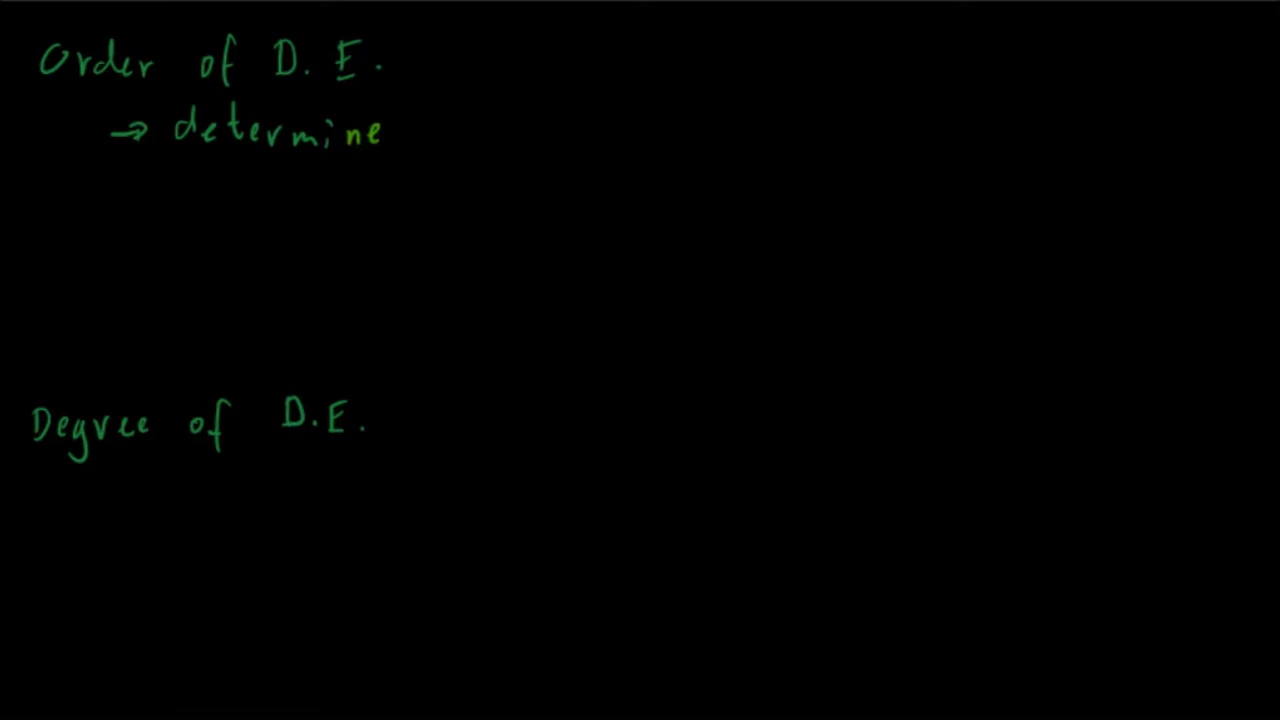 Order of D. E.
→ determine
Degree of D.E.